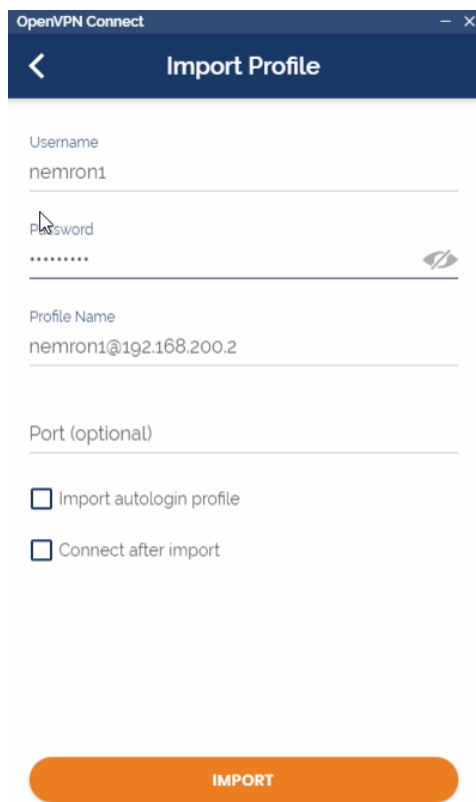 OpenVPN Connect
Import Profile
Username
nemron1
Password
•••••••••
Profile Name
nemron1@192.168.200.2
Port (optional)
Import autologin profile
Connect after import
IMPORT